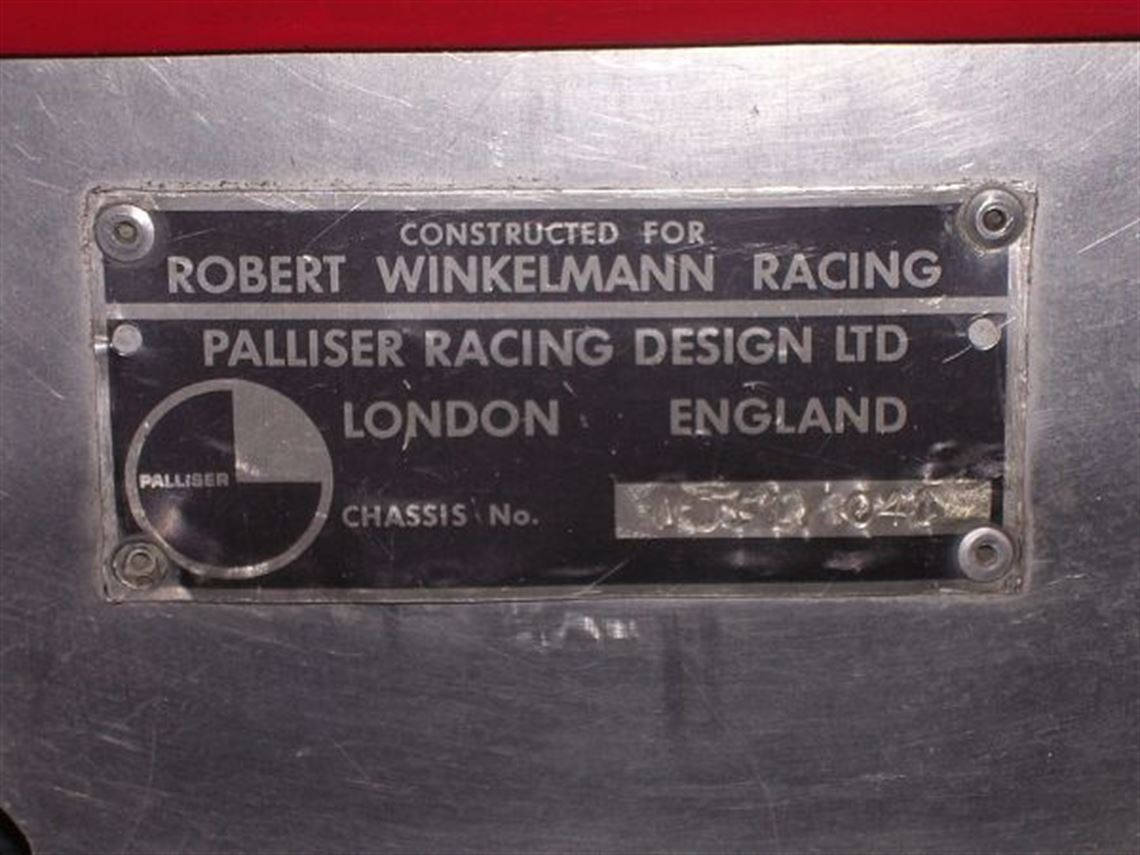 CONSTRUCTED FOR
ROBERT WINKELMANN RACING
PALLISER RACING DESIGN LTD
LONDON ENGLAND
PALLISER
CHASSIS No.